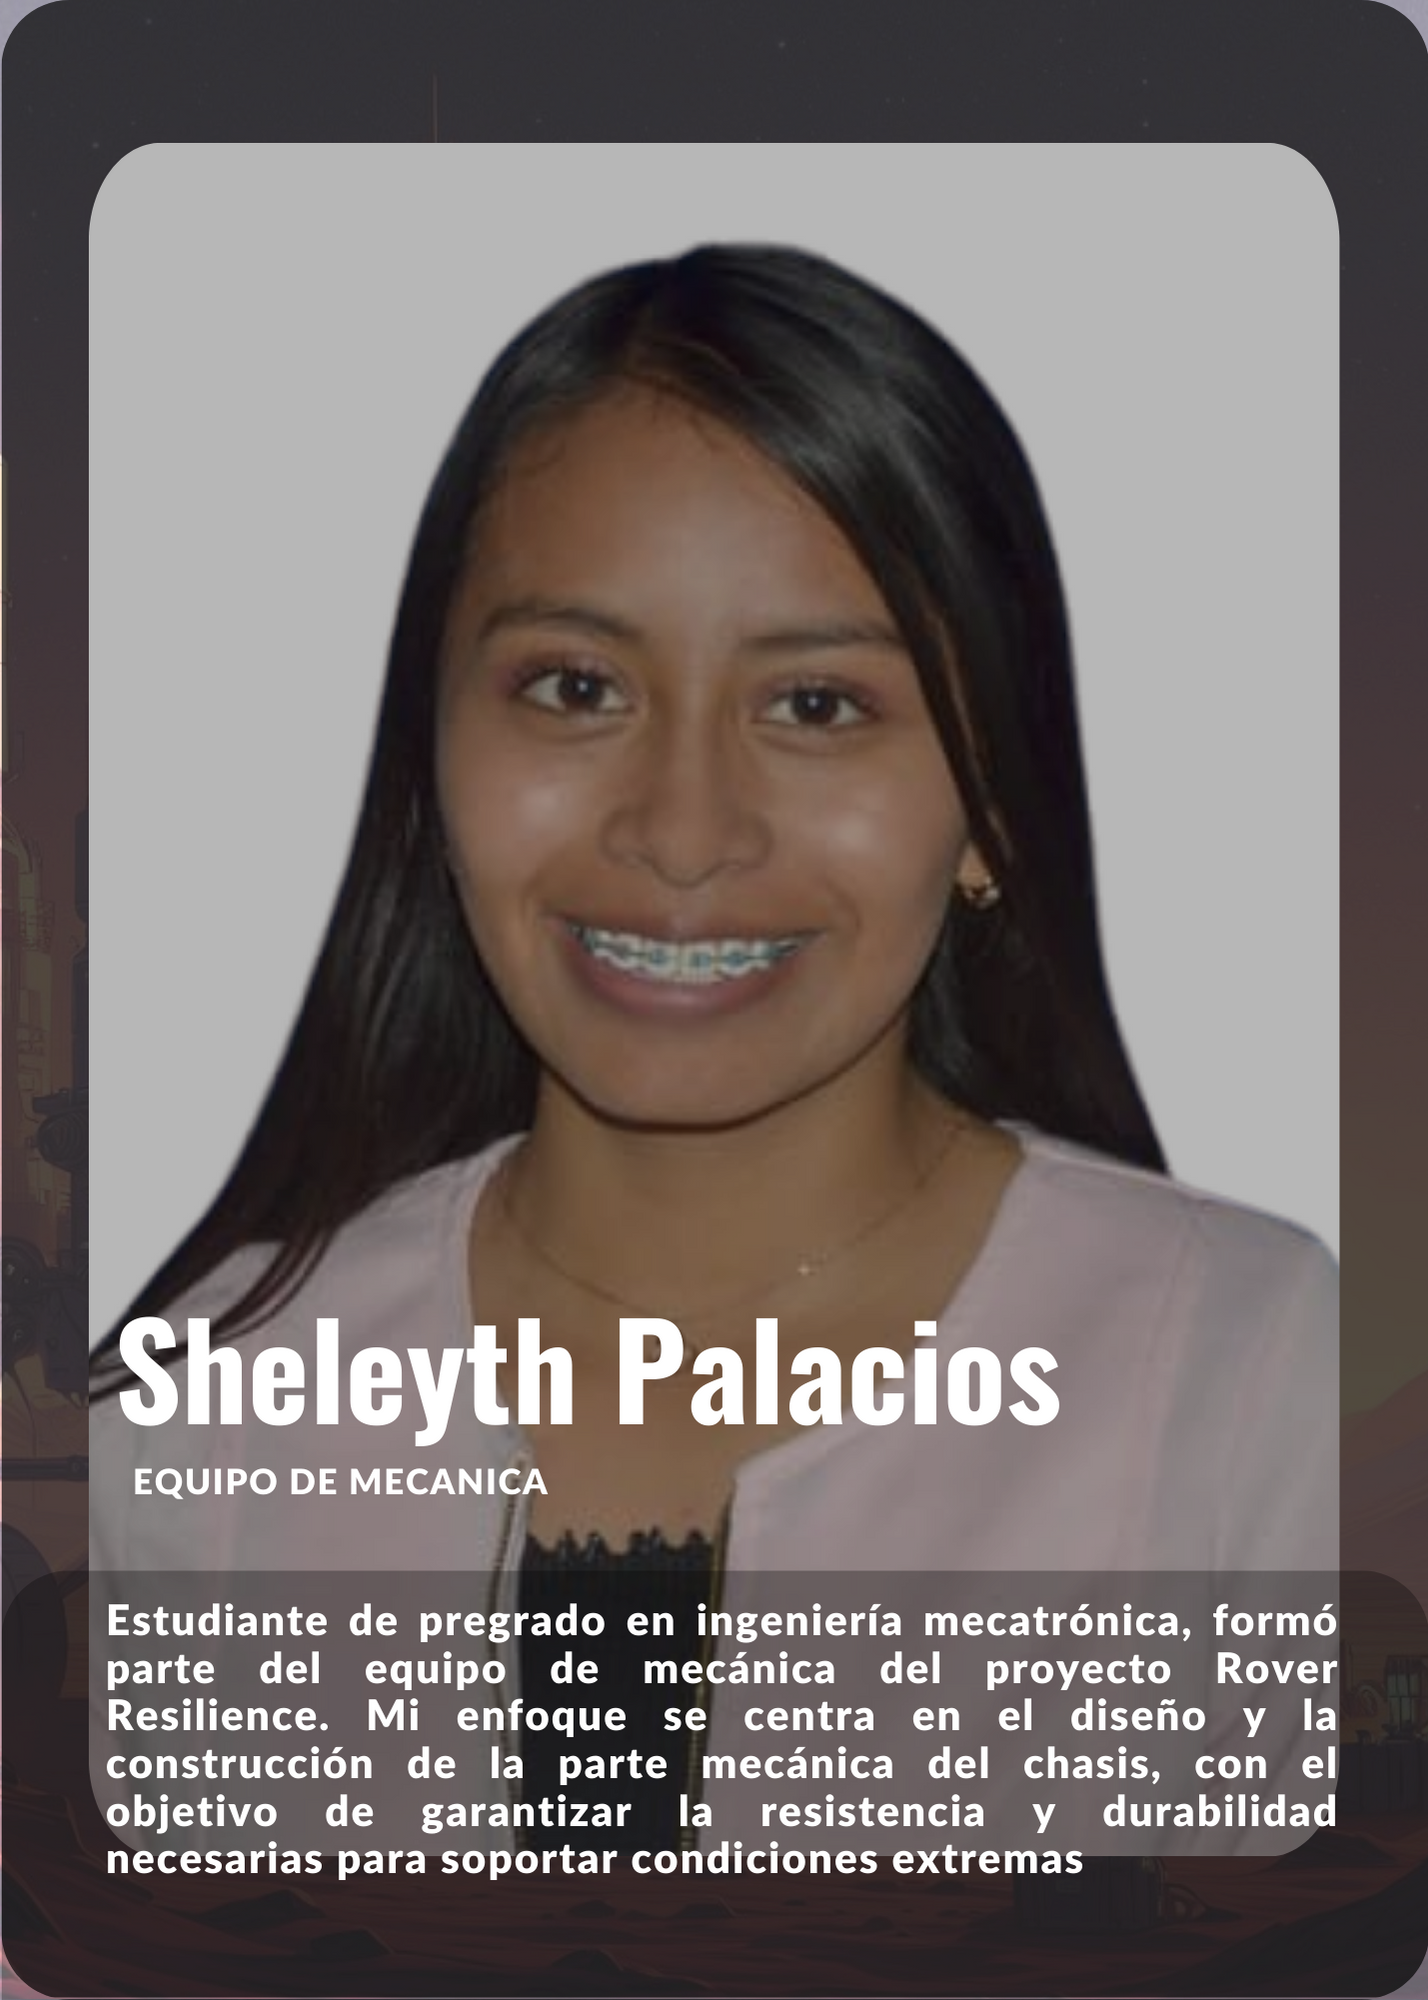 Sheleyth Palacios
EQUIPO DE MECANICA
Estudiante de pregrado en ingeniería mecatrónica, formó
parte del equipo de mecánica del proyecto Rover
Resilience. Mi enfoque se centra en el diseño y la
construcción de la parte mecánica del chasis, con el
objetivo de garantizar la resistencia y durabilidad
necesarias para soportar condiciones extremas